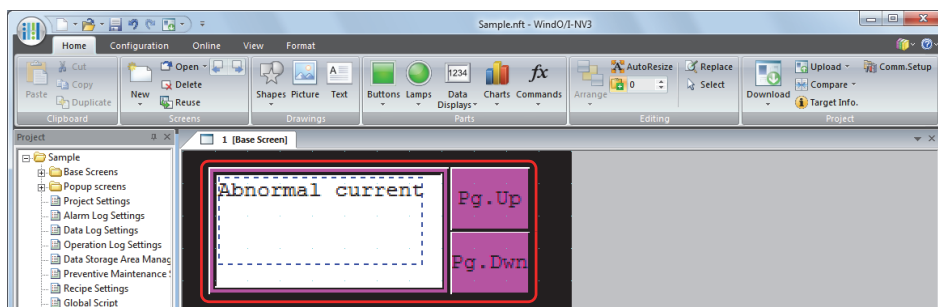 Sample.nft - WindO/I-NV3
Home Configuration Online View Format
Paste Cut Copy Duplicate
Clipboard
New Open Delete Reuse
Screens
Shapes Picture Text
Drawings
Buttons Lamps 1234 Data Displays Charts fx Commands
Parts
Arrange AutoResize 0 Replace Select
Editing
Download Upload Compare Target Info. Comm.Setup
Project
Project
1 [Base Screen]
Sample
Base Screens
Popup screens
Project Settings
Alarm Log Settings
Data Log Settings
Operation Log Settings
Data Storage Area Manag
Preventive Maintenance
Recipe Settings
Global Script
Abnormal current
Pg.Up
Pg.Dwn